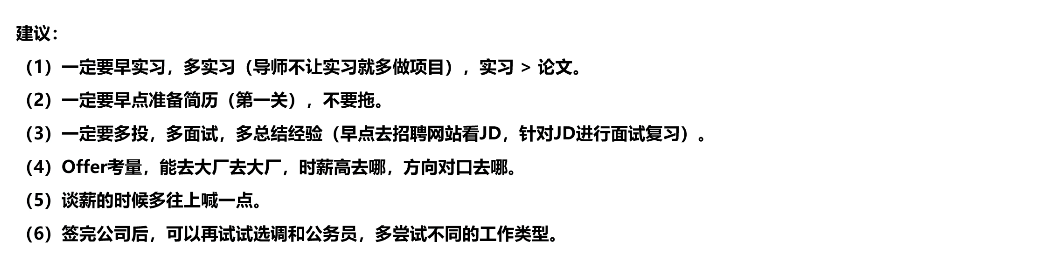 建议：
（1）一定要早实习，多实习（导师不让实习就多做项目），实习 > 论文。
（2）一定要早点准备简历（第一关），不要拖。
（3）一定要多投，多面试，多总结经验（早点去招聘网站看JD，针对JD进行面试复习）。
（4）Offer考量，能去大厂去大厂，时薪高去哪，方向对口去哪。
（5）谈薪的时候多往上喊一点。
（6）签完公司后，可以再试试选调和公务员，多尝试不同的工作类型。